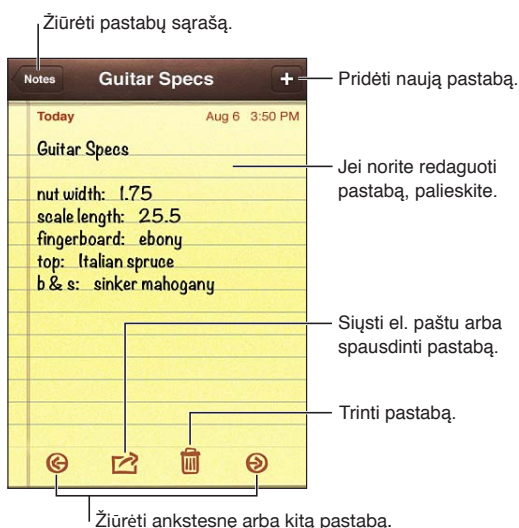 Žiūrėti pastabų sąrašą.
Notes
Guitar Specs
+
Pridėti naują pastabą.
Today
Aug 6 3:50 PM
Guitar Specs
Jei norite redaguoti
pastabą, palieskite.
nut width: 1.75
scale length: 25.5
fingerboard: ebony
top: Italian spruce
b & s: sinker mahogany
Siųsti el. paštu arba
spausdinti pastabą.
Trinti pastabą.
Žiūrėti ankstesnę arba kitą pastabą.